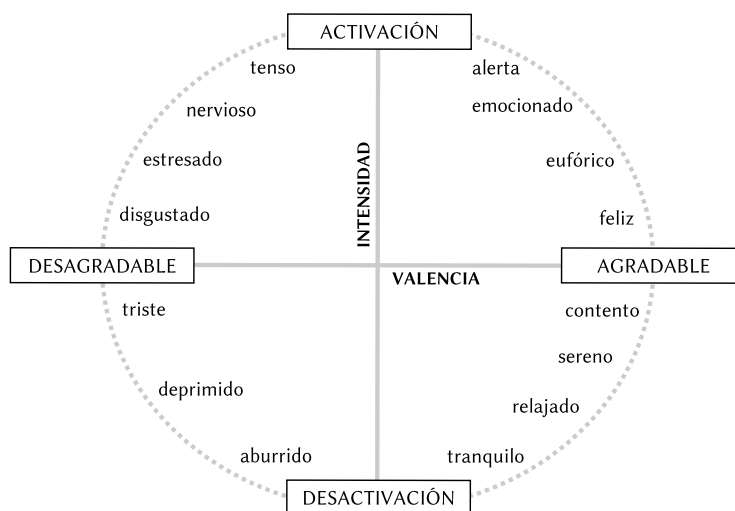 ACTIVACIÓN
tenso
alerta
nervioso
emocionado
estresado
eufórico
INTENSIDAD
disgustado
feliz
DESAGRADABLE
AGRADABLE
VALENCIA
triste
contento
sereno
deprimido
relajado
aburrido
tranquilo
DESACTIVACIÓN